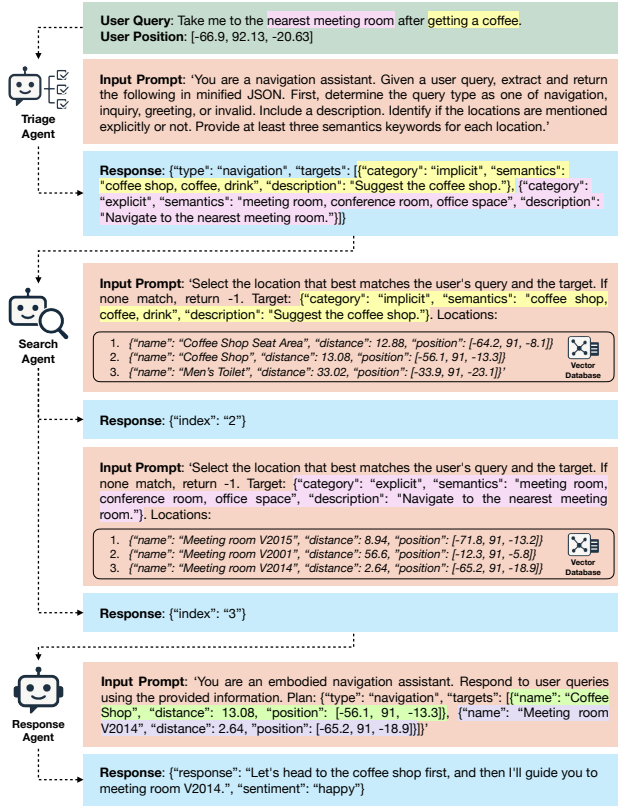 User Query: Take me to the nearest meeting room after getting a coffee.
User Position: [-66.9, 92.13, -20.63]
Triage
Agent
Input Prompt: ‘You are a navigation assistant. Given a user query, extract and return
the following in minified JSON. First, determine the query type as one of navigation,
inquiry, greeting, or invalid. Include a description. Identify if the locations are mentioned
explicitly or not. Provide at least three semantics keywords for each location.’
Response: {“type”: “navigation”, “targets”: [{“category”: “implicit”, “semantics”:
"coffee shop, coffee, drink”, “description”: "Suggest the coffee shop.”}, {“category”:
“explicit”, “semantics”: "meeting room, conference room, office space”, “description”:
"Navigate to the nearest meeting room.”}]}
Search
Agent
Input Prompt: ‘Select the location that best matches the user's query and the target. If
none match, return -1. Target: {“category”: “implicit”, “semantics”: "coffee shop,
coffee, drink”, “description”: "Suggest the coffee shop.”}. Locations:
1. {“name”: “Coffee Shop Seat Area”, “distance”: 12.88, “position”: [-64.2, 91, -8.1]}
2. {“name”: “Coffee Shop”, “distance”: 13.08, “position”: [-56.1, 91, -13.3]}
3. {“name”: “Men’s Toilet”, “distance”: 33.02, “position”: [-33.9, 91, -23.1]}’
Vector
Database
Response: {“index”: “2”}
Input Prompt: ‘Select the location that best matches the user's query and the target. If
none match, return -1. Target: {“category”: “explicit”, “semantics”: "meeting room,
conference room, office space”, “description”: "Navigate to the nearest meeting
room.”}. Locations:
1. {“name”: “Meeting room V2015”, “distance”: 8.94, “position”: [-71.8, 91, -13.2]}
2. {“name”: “Meeting room V2001”, “distance”: 56.6, “position”: [-12.3, 91, -5.8]}
3. {“name”: “Meeting room V2014”, “distance”: 2.64, “position”: [-65.2, 91, -18.9]}
Vector
Database
Response: {“index”: “3”}
Response
Agent
Input Prompt: ‘You are an embodied navigation assistant. Respond to user queries
using the provided information. Plan: {“type”: “navigation”, “targets”: [{“name”: “Coffee
Shop”, “distance”: 13.08, “position”: [-56.1, 91, -13.3]}, {“name”: “Meeting room
V2014”, “distance”: 2.64, ”position”: [-65.2, 91, -18.9]}]}’
Response: {“response”: “Let's head to the coffee shop first, and then I'll guide you to
meeting room V2014.”, “sentiment”: “happy”}